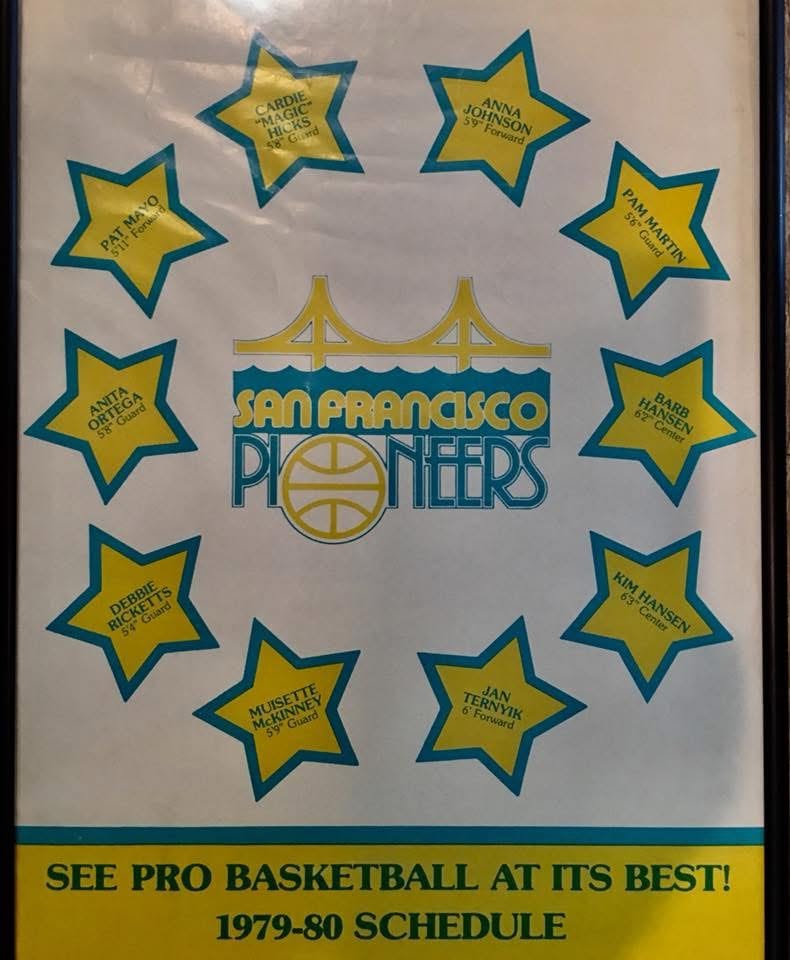 CARDIE
"MAGIC"
HICKS
5'8" Guard
ANNA
JOHNSON
5'9" Forward
PAT MAYO
5'11" Forward
PAM MARTIN
5'6" Guard
SAN FRANCISCO
PIONEERS
ANITA
ORTEGA
5'8" Guard
BARB
HANSEN
6'2" Center
DEBBIE
RICKETTS
5'4" Guard
KIM HANSEN
6'3" Center
MUISETTE
McKINNEY
5'9" Guard
JAN
TERNYIK
6' Forward
SEE PRO BASKETBALL AT ITS BEST!
1979-80 SCHEDULE